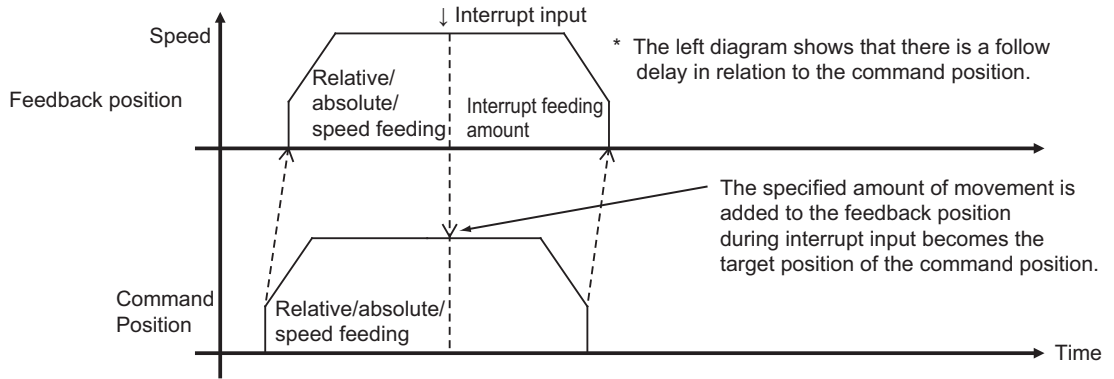 ↓ Interrupt input
Speed
* The left diagram shows that there is a follow
delay in relation to the command position.
Feedback position
Relative/
absolute/
speed feeding
Interrupt feeding
amount
The specified amount of movement is
added to the feedback position
during interrupt input becomes the
target position of the command position.
Command
Position
Relative/absolute/
speed feeding
Time